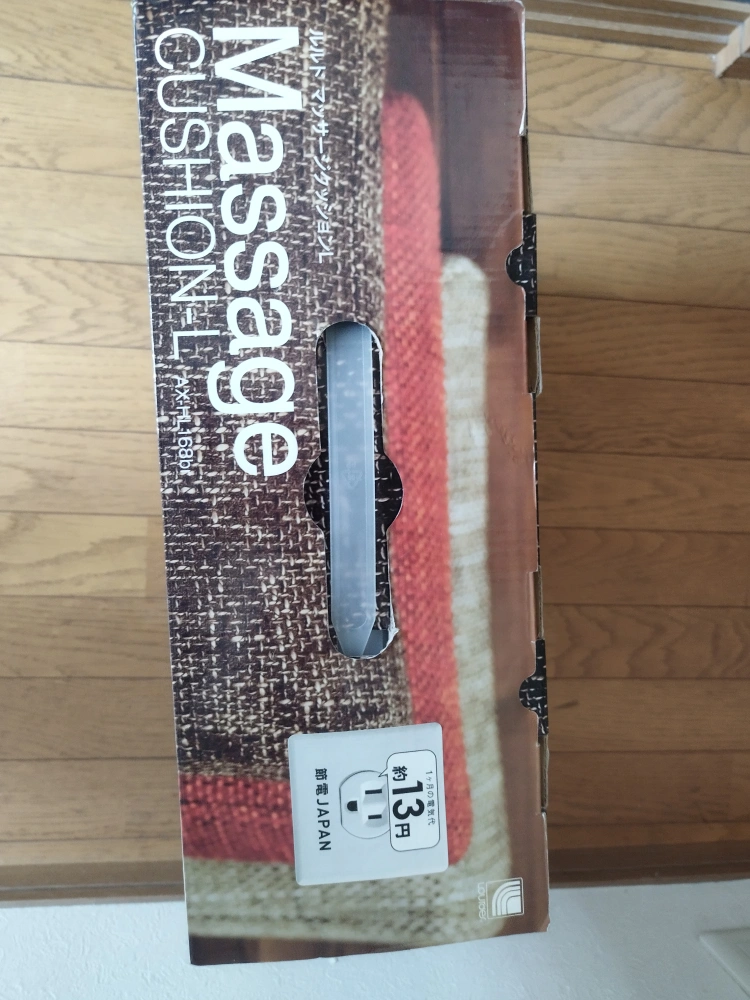 ルルド マッサージクッションL
Massage
CUSHION-L AX-HL168br
1ヶ月の電気代
約13円
節電JAPAN